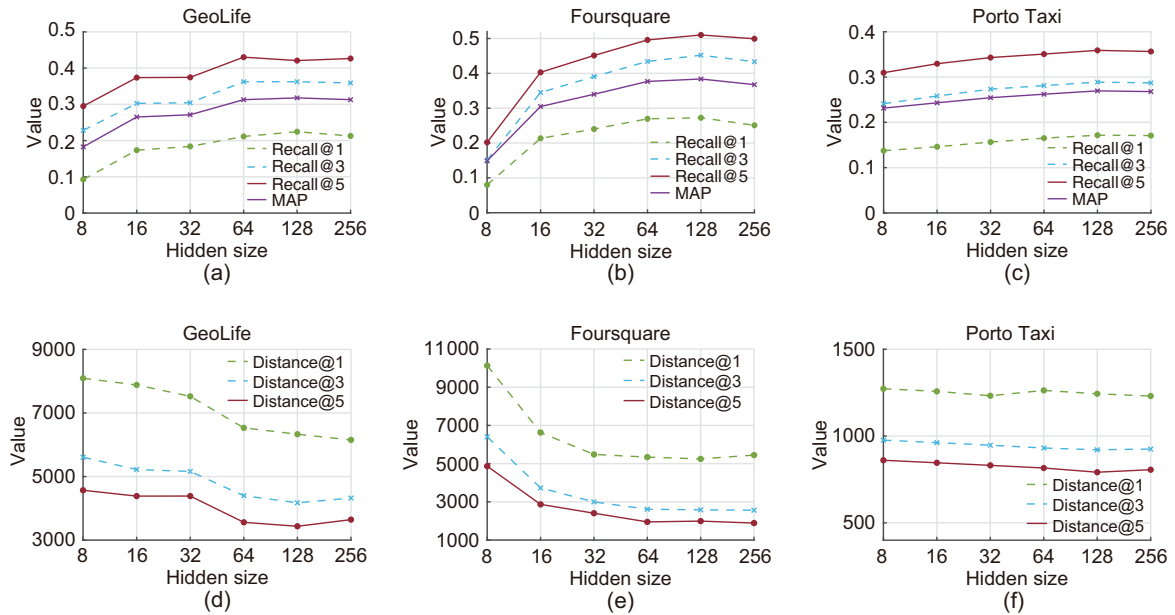 GeoLife
0.5
0.4
0.3
0.2
0.1
0
Value
Recall@1
Recall@3
Recall@5
MAP
8 16 32 64 128 256
Hidden size
(a)
Foursquare
0.5
0.4
0.3
0.2
0.1
0
Value
Recall@1
Recall@3
Recall@5
MAP
8 16 32 64 128 256
Hidden size
(b)
Porto Taxi
0.4
0.3
0.2
0.1
0
Value
Recall@1
Recall@3
Recall@5
MAP
8 16 32 64 128 256
Hidden size
(c)
GeoLife
9000
7000
5000
3000
Value
Distance@1
Distance@3
Distance@5
8 16 32 64 128 256
Hidden size
(d)
Foursquare
11000
9000
7000
5000
3000
1000
Value
Distance@1
Distance@3
Distance@5
8 16 32 64 128 256
Hidden size
(e)
Porto Taxi
1500
1000
500
Value
Distance@1
Distance@3
Distance@5
8 16 32 64 128 256
Hidden size
(f)